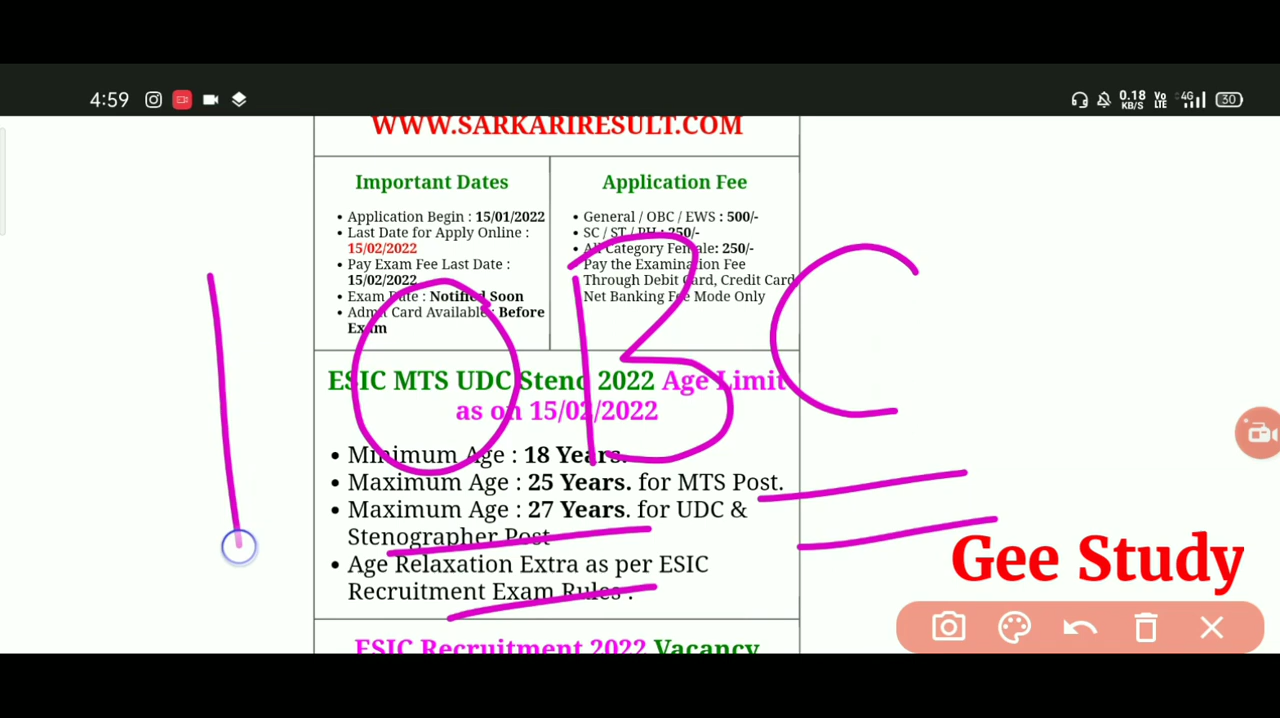 4:59
0.18 KB/S Vo LTE 4G 30
WWW.SARKARIRESULT.COM
Important Dates
• Application Begin : 15/01/2022
• Last Date for Apply Online :
15/02/2022
• Pay Exam Fee Last Date :
15/02/2022
• Exam Date : Notified Soon
• Admit Card Available : Before
Exam
Application Fee
• General / OBC / EWS : 500/-
• SC / ST / PH : 250/-
• All Category Female: 250/-
Pay the Examination Fee
Through Debit Card, Credit Card
Net Banking Fee Mode Only
ESIC MTS UDC Steno 2022 Age Limit
as on 15/02/2022
• Minimum Age : 18 Years.
• Maximum Age : 25 Years. for MTS Post.
• Maximum Age : 27 Years. for UDC &
Stenographer Post
• Age Relaxation Extra as per ESIC
Recruitment Exam Rules .
ESIC Recruitment 2022 Vacancy
OBC
Gee Study